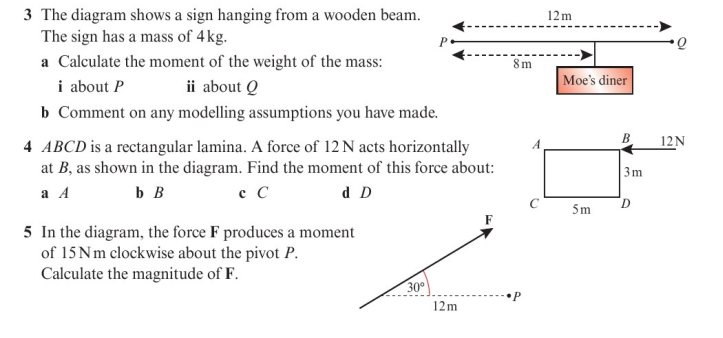 3 The diagram shows a sign hanging from a wooden beam.
The sign has a mass of 4 kg.
a Calculate the moment of the weight of the mass:
i about P ii about Q
b Comment on any modelling assumptions you have made.
12 m
P
Q
8 m
Moe's diner
4 ABCD is a rectangular lamina. A force of 12 N acts horizontally
at B, as shown in the diagram. Find the moment of this force about:
a A b B c C d D
A
B
12 N
3 m
C
5 m
D
5 In the diagram, the force F produces a moment
of 15 N m clockwise about the pivot P.
Calculate the magnitude of F.
F
30°
P
12 m